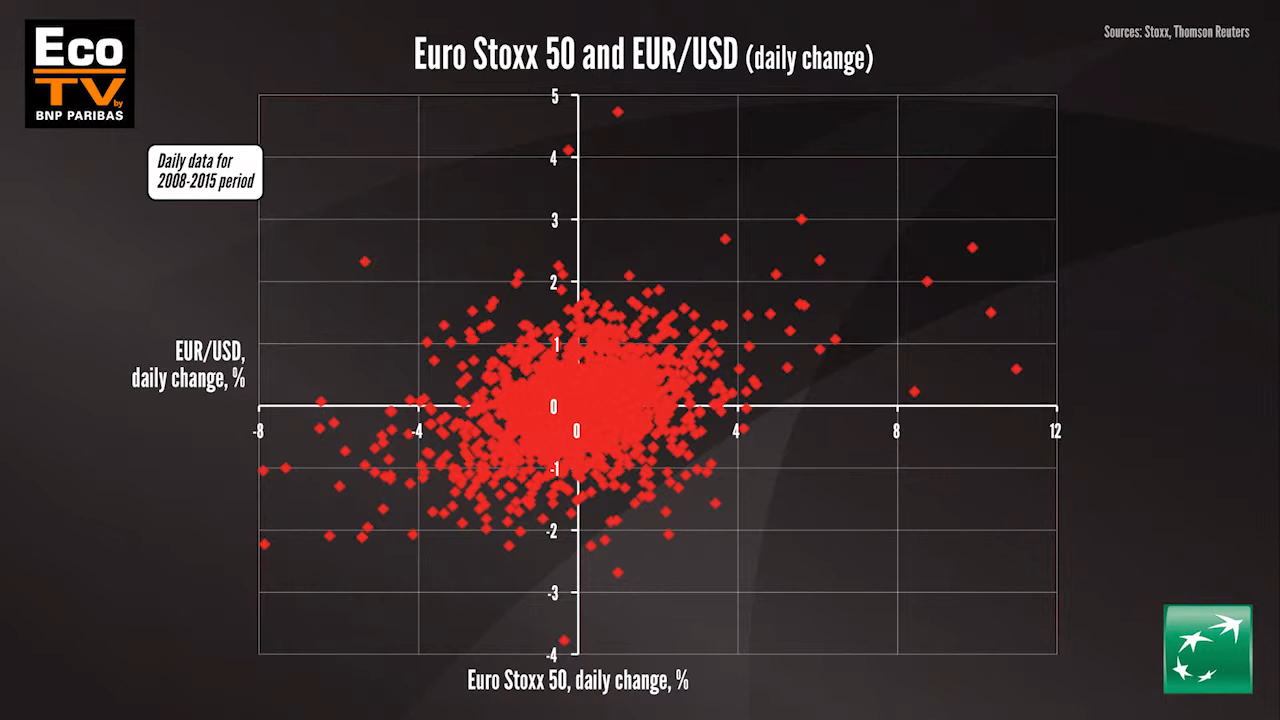 Eco
TV by
BNP PARIBAS
Euro Stoxx 50 and EUR/USD (daily change)
Sources: Stoxx, Thomson Reuters
Daily data for
2008-2015 period
EUR/USD,
daily change, %
5
4
3
2
1
0
-1
-2
-3
-4
-8
-4
0
4
8
12
Euro Stoxx 50, daily change, %